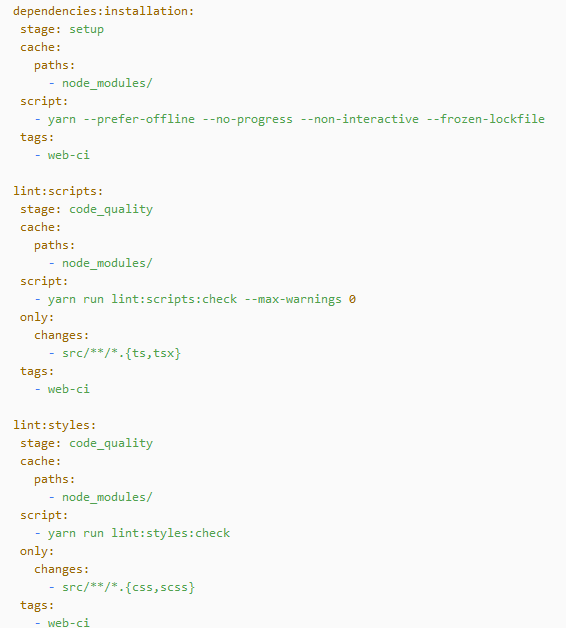 dependencies:installation:
 stage: setup
 cache:
   paths:
     - node_modules/
 script:
   - yarn --prefer-offline --no-progress --non-interactive --frozen-lockfile
 tags:
   - web-ci

lint:scripts:
 stage: code_quality
 cache:
   paths:
     - node_modules/
 script:
   - yarn run lint:scripts:check --max-warnings 0
 only:
   changes:
     - src/**/*.{ts,tsx}
 tags:
   - web-ci

lint:styles:
 stage: code_quality
 cache:
   paths:
     - node_modules/
 script:
   - yarn run lint:styles:check
 only:
   changes:
     - src/**/*.{css,scss}
 tags:
   - web-ci